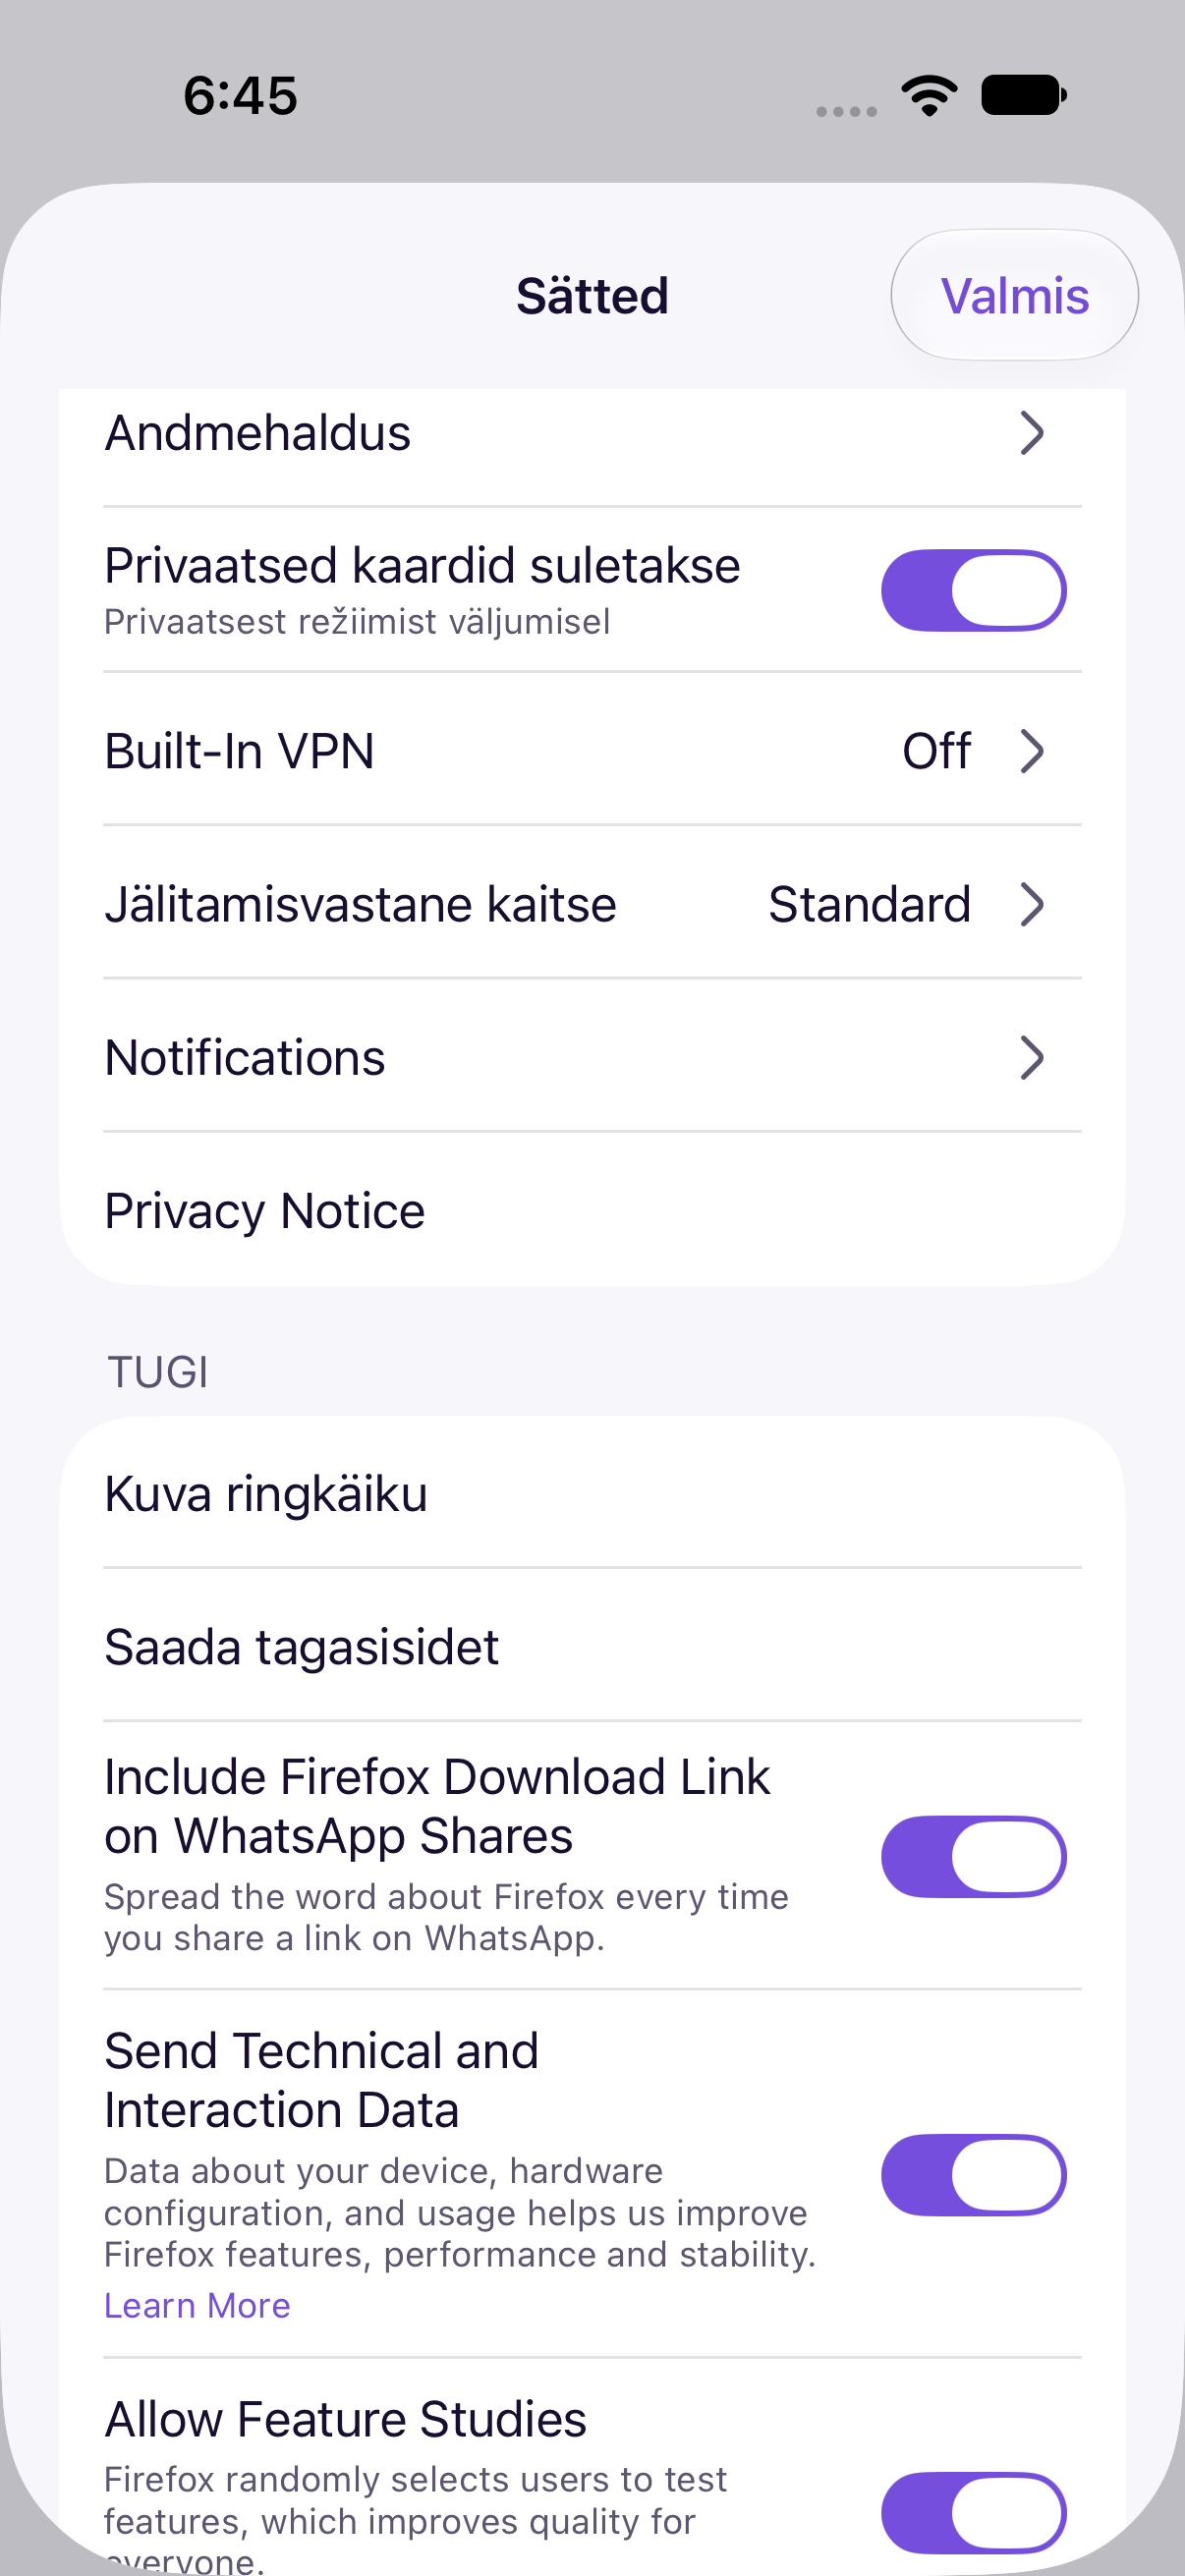 6:45
Sätted
Valmis
Andmehaldus
Privaatsed kaardid suletakse
Privaatsest režiimist väljumisel
Built-In VPN
Off
Jälitamisvastane kaitse
Standard
Notifications
Privacy Notice
TUGI
Kuva ringkäiku
Saada tagasisidet
Include Firefox Download Link
on WhatsApp Shares
Spread the word about Firefox every time
you share a link on WhatsApp.
Send Technical and
Interaction Data
Data about your device, hardware
configuration, and usage helps us improve
Firefox features, performance and stability.
Learn More
Allow Feature Studies
Firefox randomly selects users to test
features, which improves quality for
everyone.